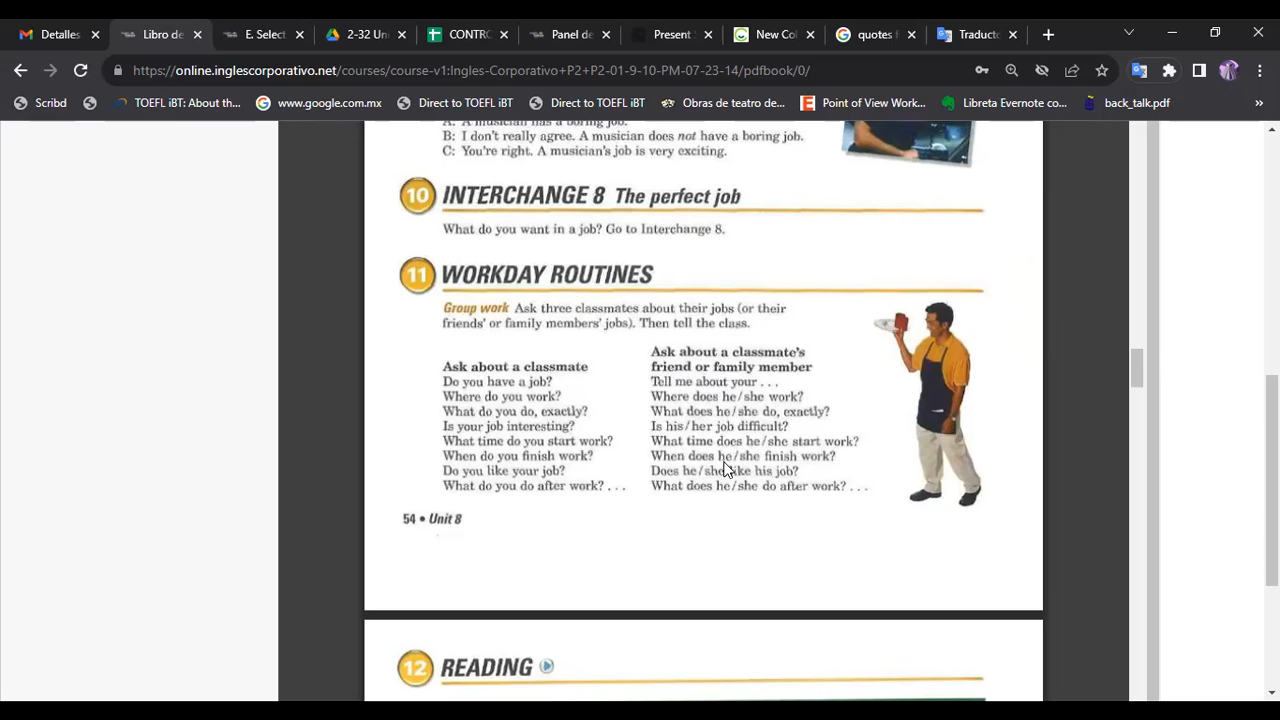 Detalles
Libro de
E. Select
2-32 Un
CONTRC
Panel de
Present
New Col
quotes f
Traducto
https://online.inglescorporativo.net/courses/course-v1:Ingles-Corporativo+P2+P2-01-9-10-PM-07-23-14/pdfbook/0/
Scribd
TOEFL iBT: About th...
www.google.com.mx
Direct to TOEFL iBT
Direct to TOEFL iBT
Obras de teatro de...
Point of View Work...
Libreta Evernote co...
back_talk.pdf
»
A: A musician has a boring job.
B: I don't really agree. A musician does not have a boring job.
C: You're right. A musician's job is very exciting.
10 INTERCHANGE 8 The perfect job
What do you want in a job? Go to Interchange 8.
11 WORKDAY ROUTINES
Group work Ask three classmates about their jobs (or their
friends' or family members' jobs). Then tell the class.
Ask about a classmate
Do you have a job?
Where do you work?
What do you do, exactly?
Is your job interesting?
What time do you start work?
When do you finish work?
Do you like your job?
What do you do after work? . . .
Ask about a classmate's
friend or family member
Tell me about your . . .
Where does he/she work?
What does he/she do, exactly?
Is his/her job difficult?
What time does he/she start work?
When does he/she finish work?
Does he/she like his job?
What does he/she do after work? . . .
54 • Unit 8
12 READING